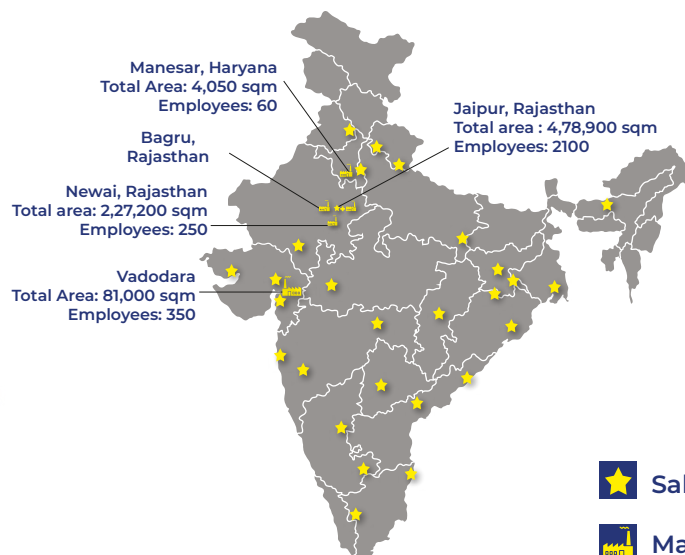 Manesar, Haryana
Total Area: 4,050 sqm
Employees: 60
Jaipur, Rajasthan
Total area : 4,78,900 sqm
Employees: 2100
Bagru,
Rajasthan
Newai, Rajasthan
Total area: 2,27,200 sqm
Employees: 250
Vadodara
Total Area: 81,000 sqm
Employees: 350
Sal
Ma